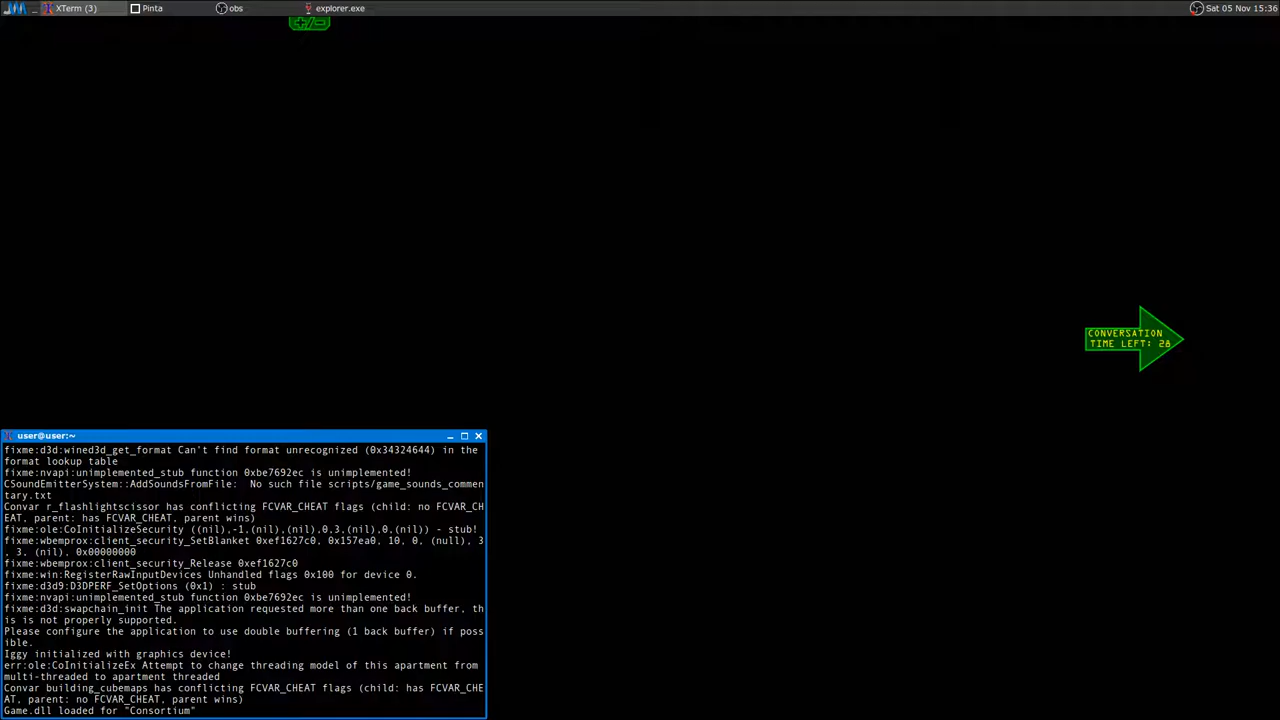 XTerm (3)
Pinta
obs
explorer.exe
Sat 05 Nov 15:36
+/-
CONVERSATION
TIME LEFT: 28
user@user:~
fixme:d3d:wined3d_get_format Can't find format unrecognized (0x34324644) in the
format lookup table
fixme:nvapi:unimplemented_stub function 0xbe7692ec is unimplemented!
CSoundEmitterSystem::AddSoundsFromFile:  No such file scripts/game_sounds_commen
tary.txt
Convar r_flashlightscissor has conflicting FCVAR_CHEAT flags (child: no FCVAR_CH
EAT, parent: has FCVAR_CHEAT, parent wins)
fixme:ole:CoInitializeSecurity ((nil),-1,(nil),(nil),0,3,(nil),0,(nil)) - stub!
fixme:wbemprox:client_security_SetBlanket 0xef1627c0, 0x157ea0, 10, 0, (null), 3
, 3, (nil), 0x00000000
fixme:wbemprox:client_security_Release 0xef1627c0
fixme:win:RegisterRawInputDevices Unhandled flags 0x100 for device 0.
fixme:d3d9:D3DPERF_SetOptions (0x1) : stub
fixme:nvapi:unimplemented_stub function 0xbe7692ec is unimplemented!
fixme:d3d:swapchain_init The application requested more than one back buffer, th
is is not properly supported.
Please configure the application to use double buffering (1 back buffer) if poss
ible.
Iggy initialized with graphics device!
err:ole:CoInitializeEx Attempt to change threading model of this apartment from
multi-threaded to apartment threaded
Convar building_cubemaps has conflicting FCVAR_CHEAT flags (child: has FCVAR_CHE
AT, parent: no FCVAR_CHEAT, parent wins)
Game.dll loaded for "Consortium"